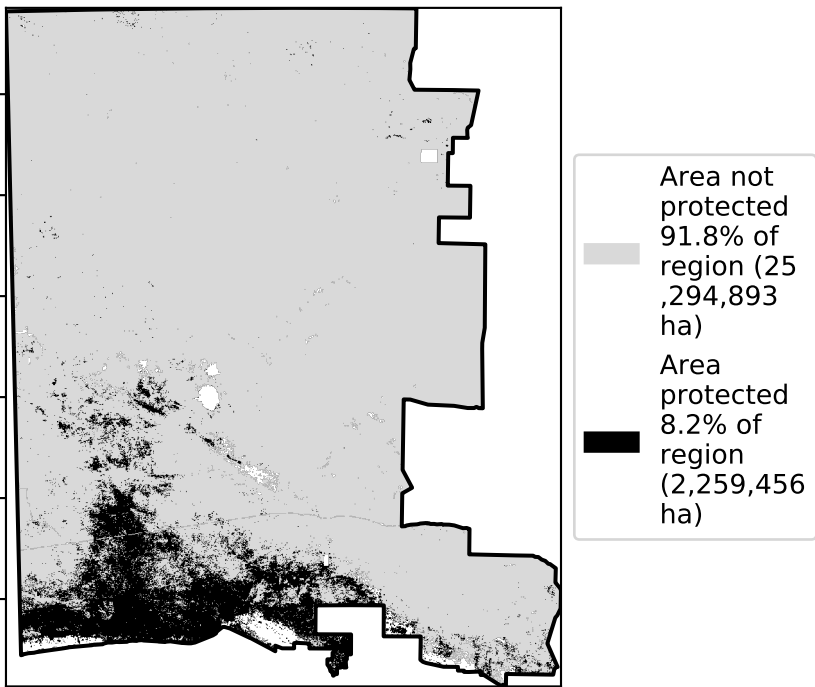 Area not
protected
91.8% of
region (25
,294,893
ha)
Area
protected
8.2% of
region
(2,259,456
ha)